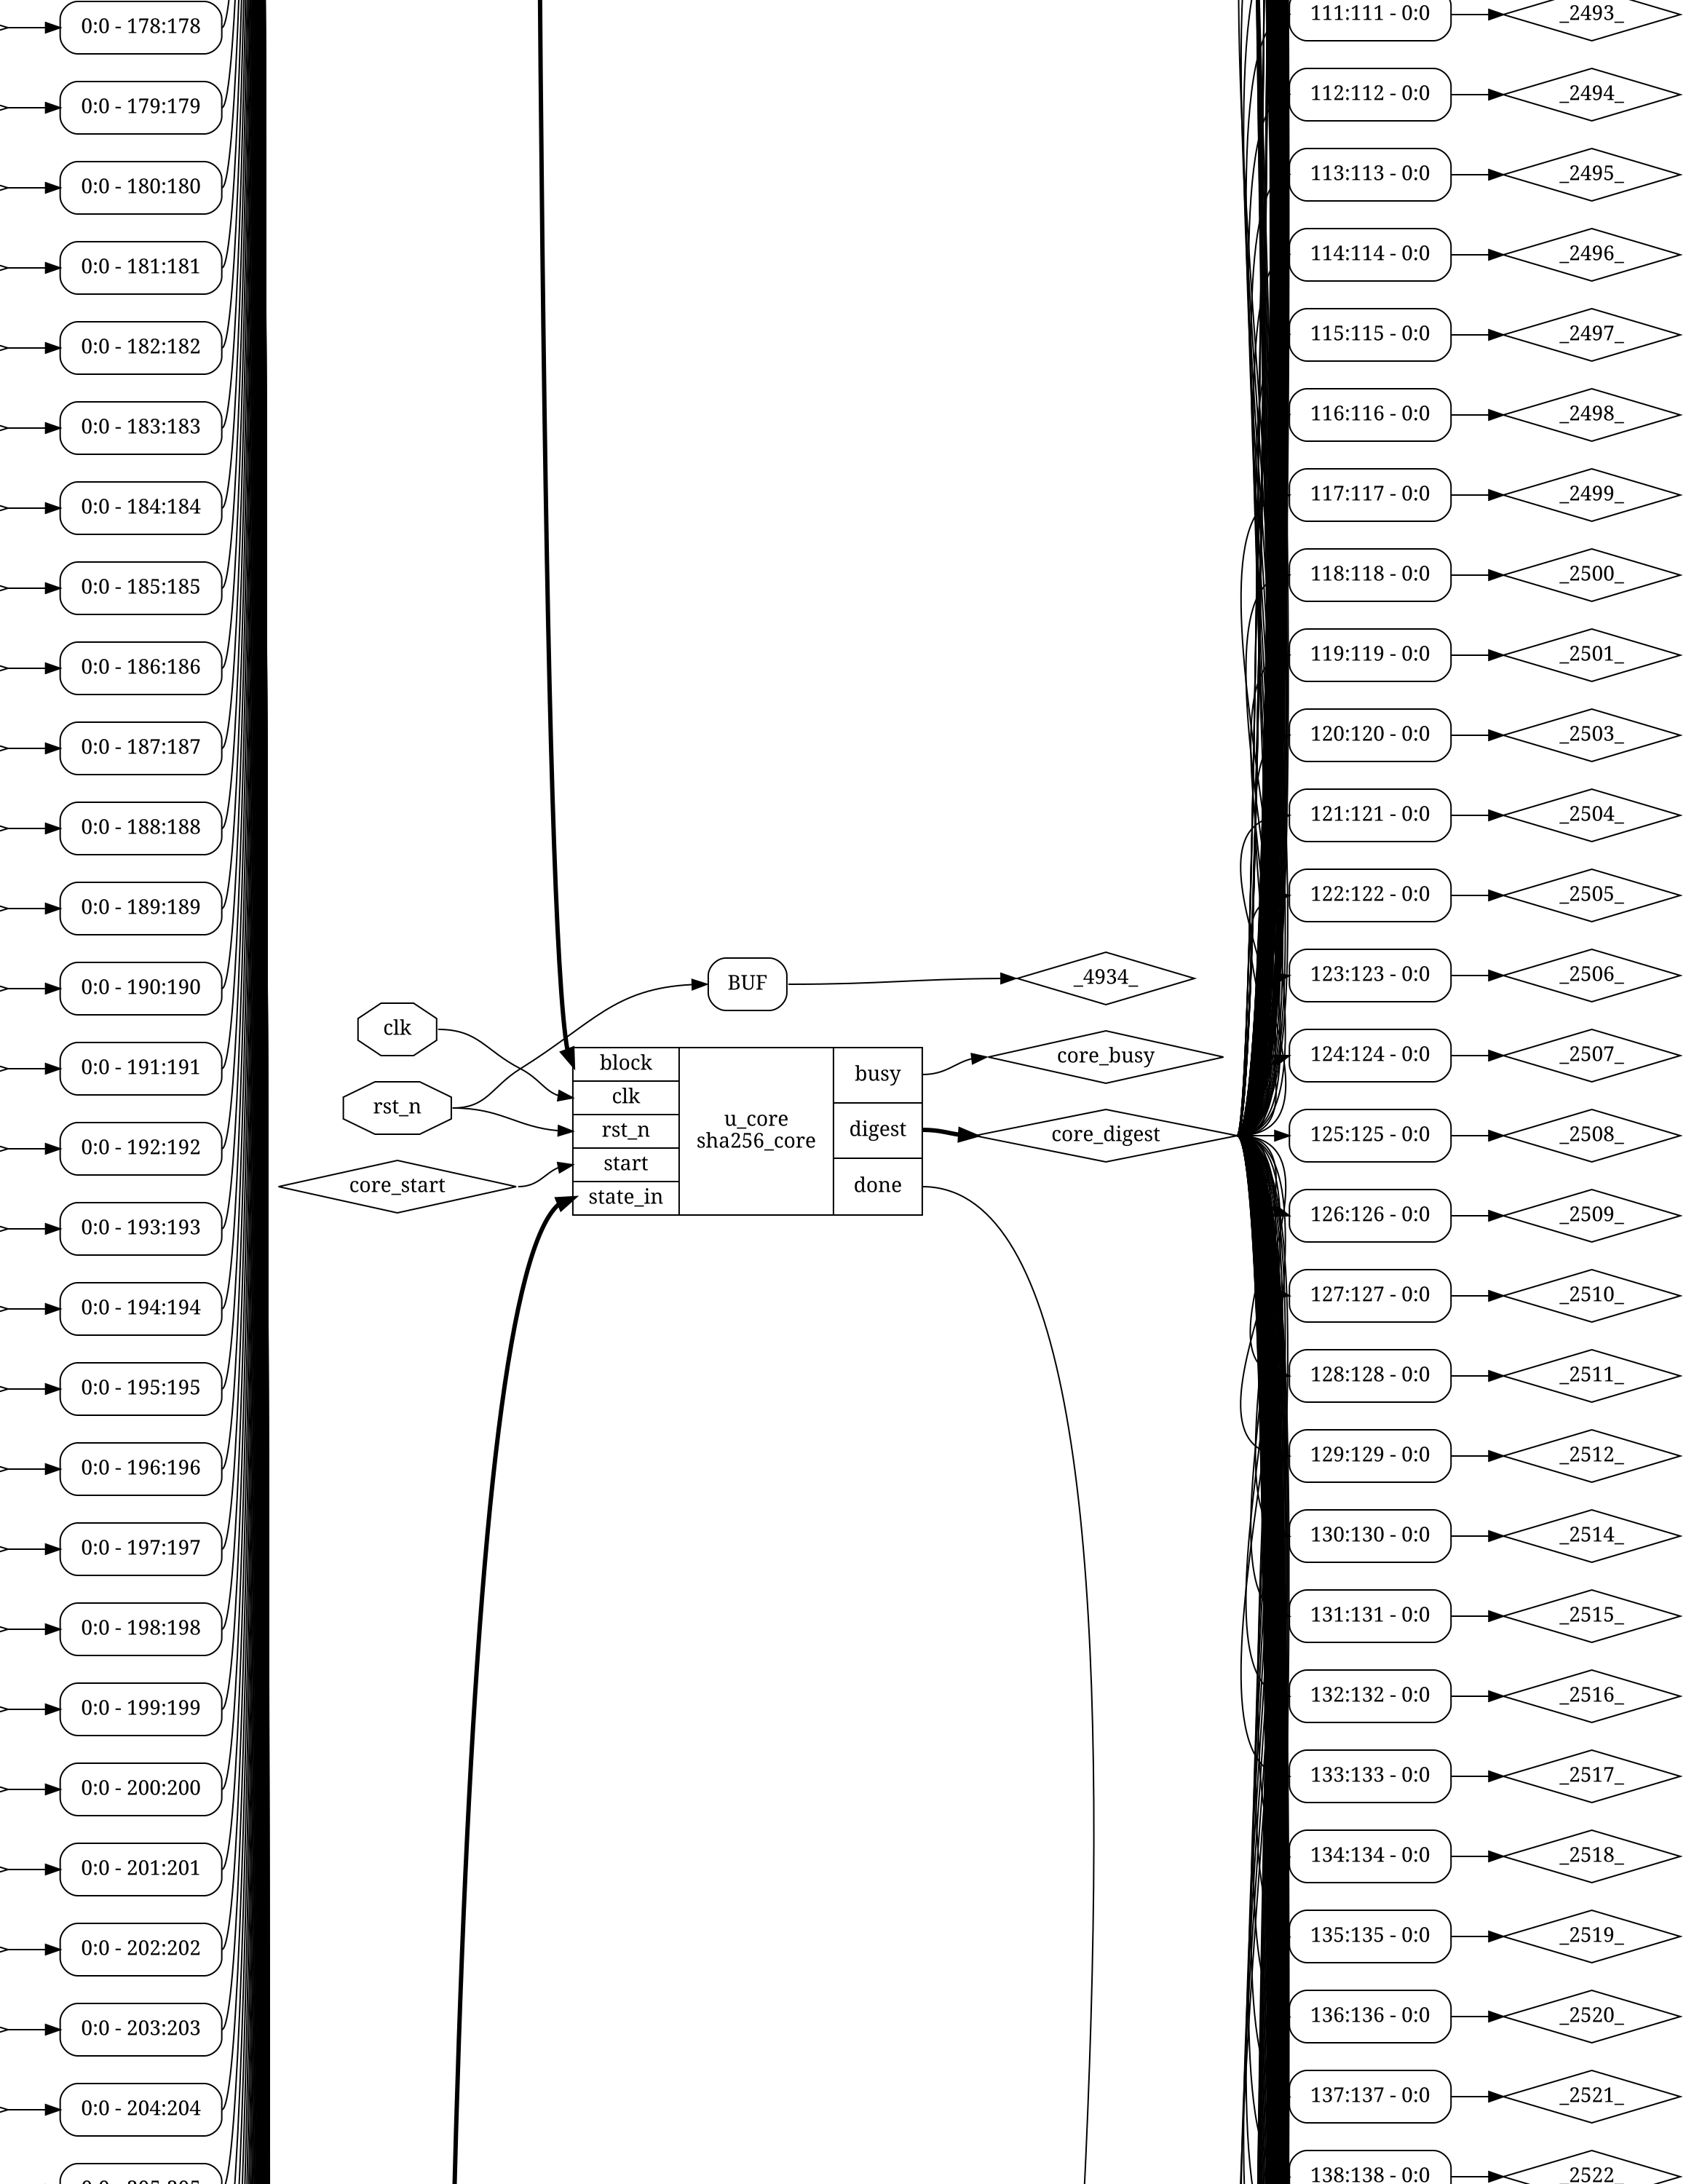 0:0 - 178:178
0:0 - 179:179
0:0 - 180:180
0:0 - 181:181
0:0 - 182:182
0:0 - 183:183
0:0 - 184:184
0:0 - 185:185
0:0 - 186:186
0:0 - 187:187
0:0 - 188:188
0:0 - 189:189
0:0 - 190:190
0:0 - 191:191
0:0 - 192:192
0:0 - 193:193
0:0 - 194:194
0:0 - 195:195
0:0 - 196:196
0:0 - 197:197
0:0 - 198:198
0:0 - 199:199
0:0 - 200:200
0:0 - 201:201
0:0 - 202:202
0:0 - 203:203
0:0 - 204:204
clk
rst_n
core_start
BUF
_4934_
block
clk
rst_n
start
state_in
u_core
sha256_core
busy
digest
done
core_busy
core_digest
111:111 - 0:0
_2493_
112:112 - 0:0
_2494_
113:113 - 0:0
_2495_
114:114 - 0:0
_2496_
115:115 - 0:0
_2497_
116:116 - 0:0
_2498_
117:117 - 0:0
_2499_
118:118 - 0:0
_2500_
119:119 - 0:0
_2501_
120:120 - 0:0
_2503_
121:121 - 0:0
_2504_
122:122 - 0:0
_2505_
123:123 - 0:0
_2506_
124:124 - 0:0
_2507_
125:125 - 0:0
_2508_
126:126 - 0:0
_2509_
127:127 - 0:0
_2510_
128:128 - 0:0
_2511_
129:129 - 0:0
_2512_
130:130 - 0:0
_2514_
131:131 - 0:0
_2515_
132:132 - 0:0
_2516_
133:133 - 0:0
_2517_
134:134 - 0:0
_2518_
135:135 - 0:0
_2519_
136:136 - 0:0
_2520_
137:137 - 0:0
_2521_
138:138 - 0:0
_2522_